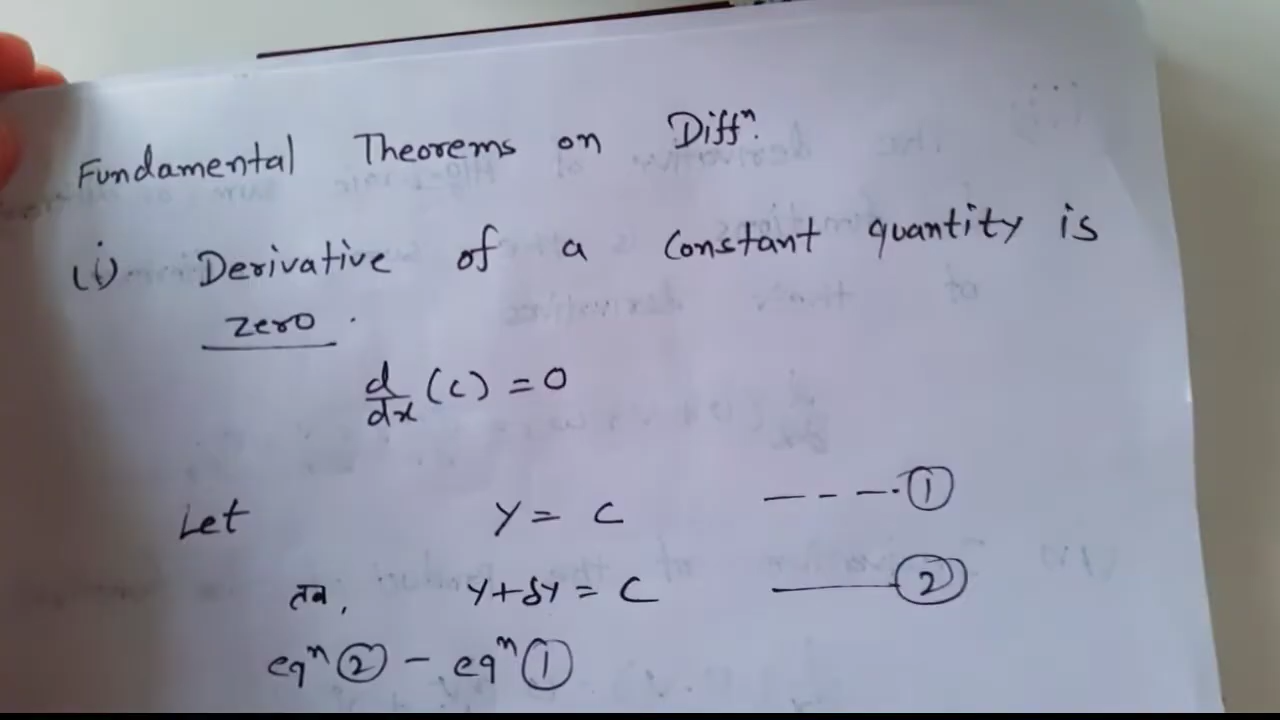 Fundamental Theorems on Diffⁿ.
(i) Derivative of a constant quantity is
zero.
d/dx (c) = 0
Let y = c ---- ①
तब, y+δy = c —— ②
eqⁿ ② - eqⁿ ①